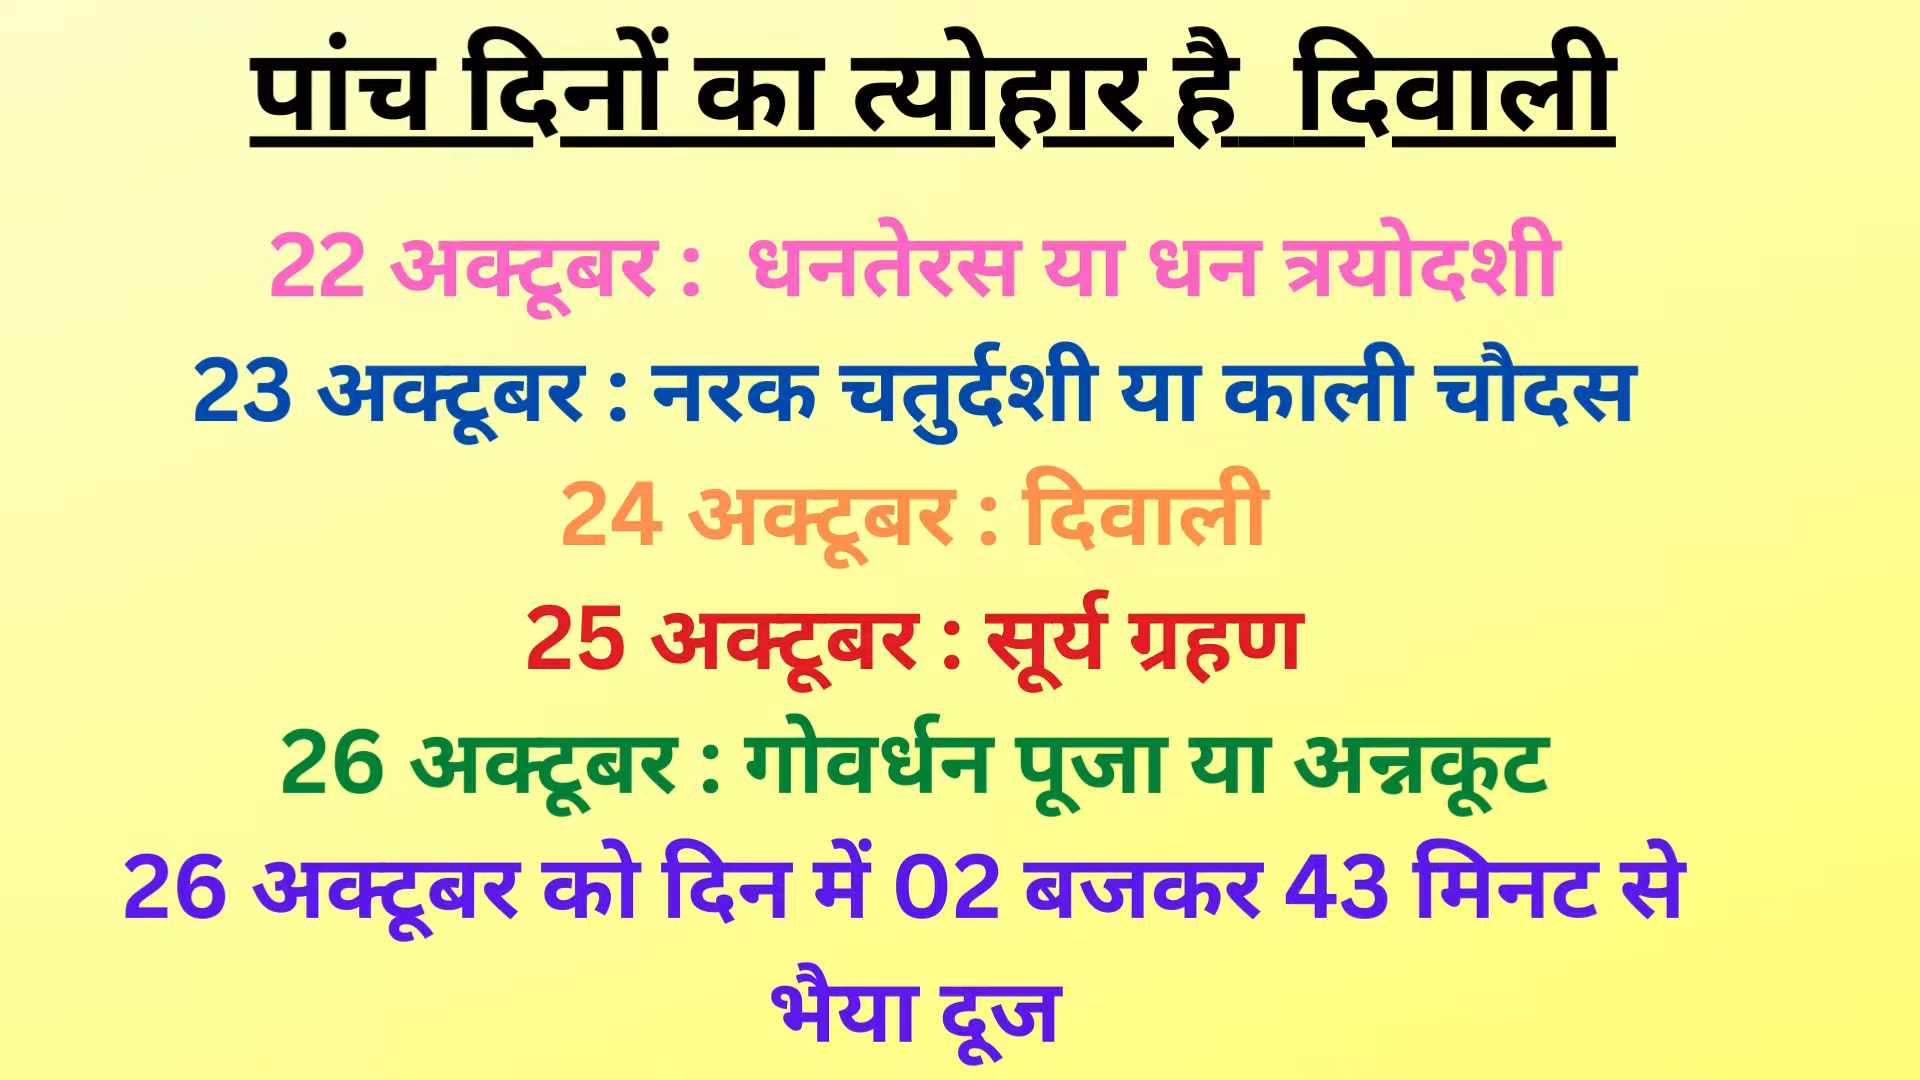 पांच दिनों का त्योहार है दिवाली
22 अक्टूबर : धनतेरस या धन त्रयोदशी
23 अक्टूबर : नरक चतुर्दशी या काली चौदस
24 अक्टूबर : दिवाली
25 अक्टूबर : सूर्य ग्रहण
26 अक्टूबर : गोवर्धन पूजा या अन्नकूट
26 अक्टूबर को दिन में 02 बजकर 43 मिनट से
भैया दूज